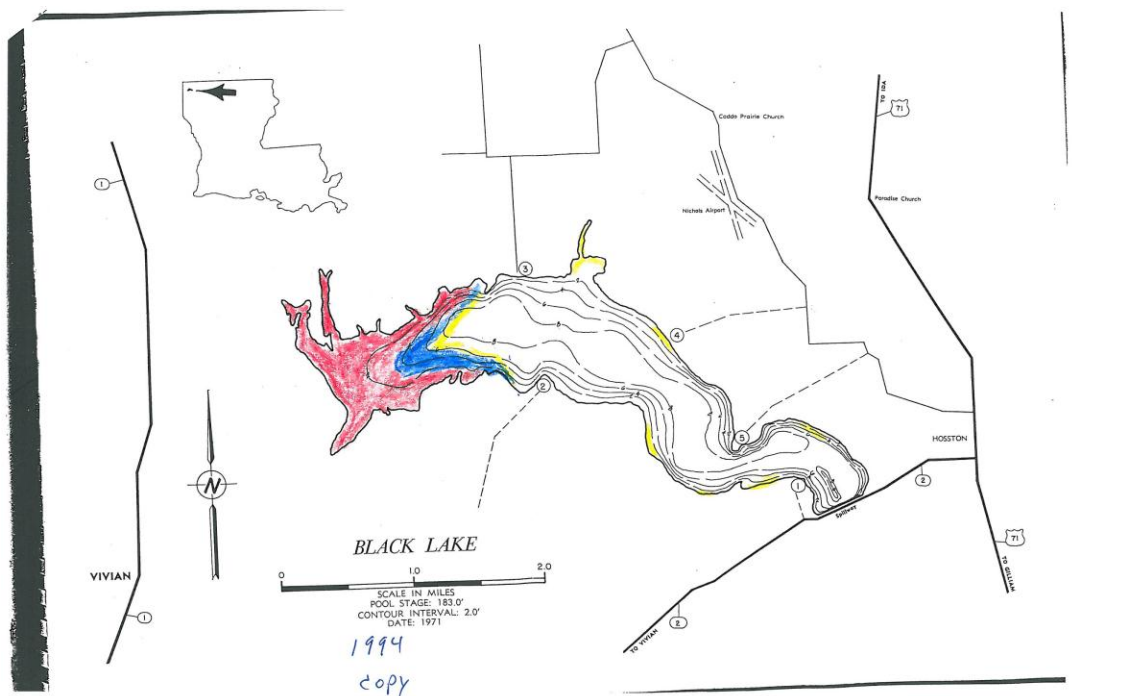 TO IDA
71
Caddo Prairie Church
1
Nichols Airport
Paradise Church
3
4
2
5
HOSSTON
1
2
Spillway
N
BLACK LAKE
0 1.0 2.0
SCALE IN MILES
POOL STAGE: 183.0'
CONTOUR INTERVAL: 2.0'
DATE: 1971
1994
copy
VIVIAN
1
71
TO GILLIAN
2
TO VIVIAN